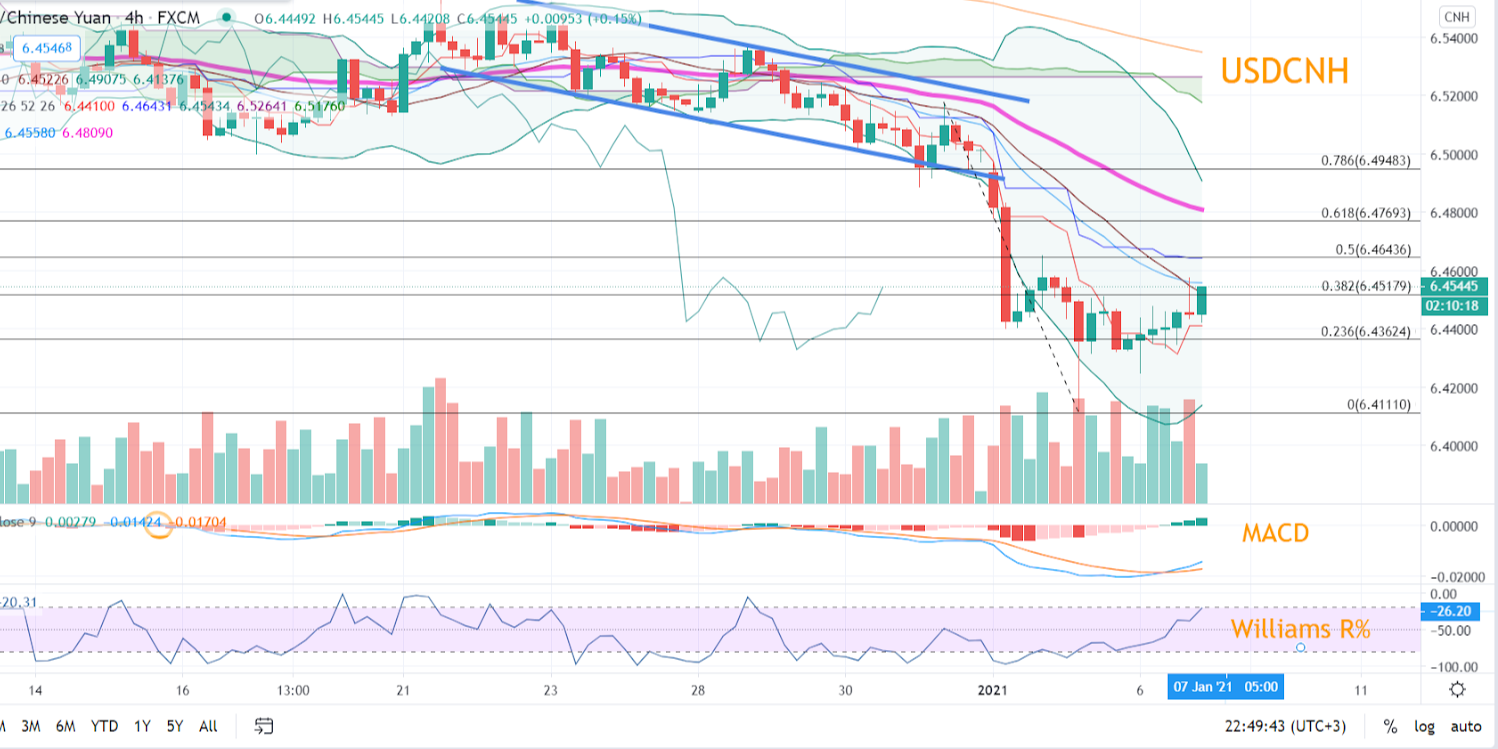 /Chinese Yuan · 4h · FXCM O6.44492 H6.45445 L6.44208 C6.45445 +0.00953 (+0.15%)
CNH
6.45468
0 6.45226 6.49075 6.41376
26 52 26 6.44100 6.46431 6.45434 6.52641 6.51760
6.45580 6.48090
USDCNH
6.54000
6.52000
6.50000
0.786(6.49483)
6.48000
0.618(6.47693)
0.5(6.46436)
6.46000
0.382(6.45179)
6.45445
02:10:18
6.44000
0.236(6.43624)
6.42000
0(6.41110)
6.40000
lose 9 0.00279 −0.01424 −0.01704
MACD
0.00000
−0.02000
-20.31
0.00
−26.20
−50.00
−100.00
Williams R%
14 16 13:00 21 23 28 30 2021 6 07 Jan '21 05:00 11
M 3M 6M YTD 1Y 5Y All
22:49:43 (UTC+3) % log auto